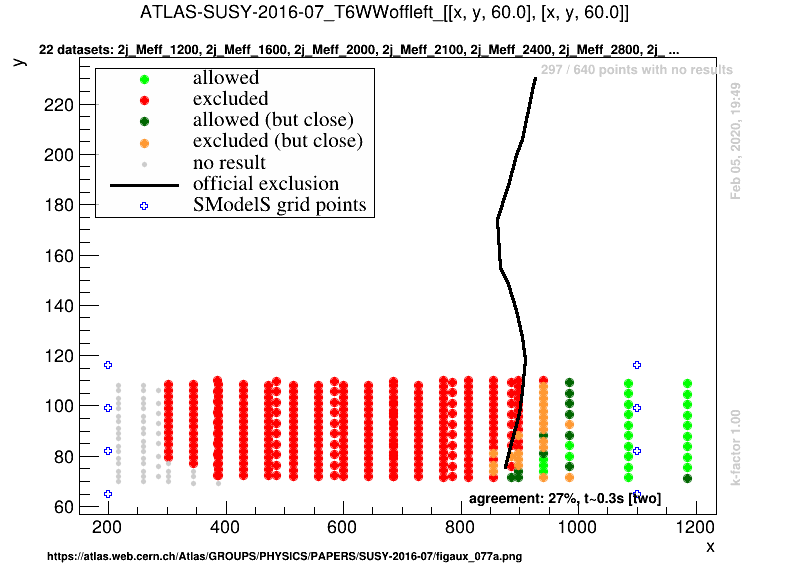 ATLAS-SUSY-2016-07_T6WWoffleft_[[x, y, 60.0], [x, y, 60.0]]
22 datasets: 2j_Meff_1200, 2j_Meff_1600, 2j_Meff_2000, 2j_Meff_2100, 2j_Meff_2400, 2j_Meff_2800, 2j_ ...
y
297 / 640 points with no results
allowed
excluded
allowed (but close)
excluded (but close)
no result
official exclusion
SModelS grid points
Feb 05, 2020, 19:49
k-factor 1.00
220
200
180
160
140
120
100
80
60
agreement: 27%, t~0.3s [two]
200 400 600 800 1000 1200
x
https://atlas.web.cern.ch/Atlas/GROUPS/PHYSICS/PAPERS/SUSY-2016-07/figaux_077a.png